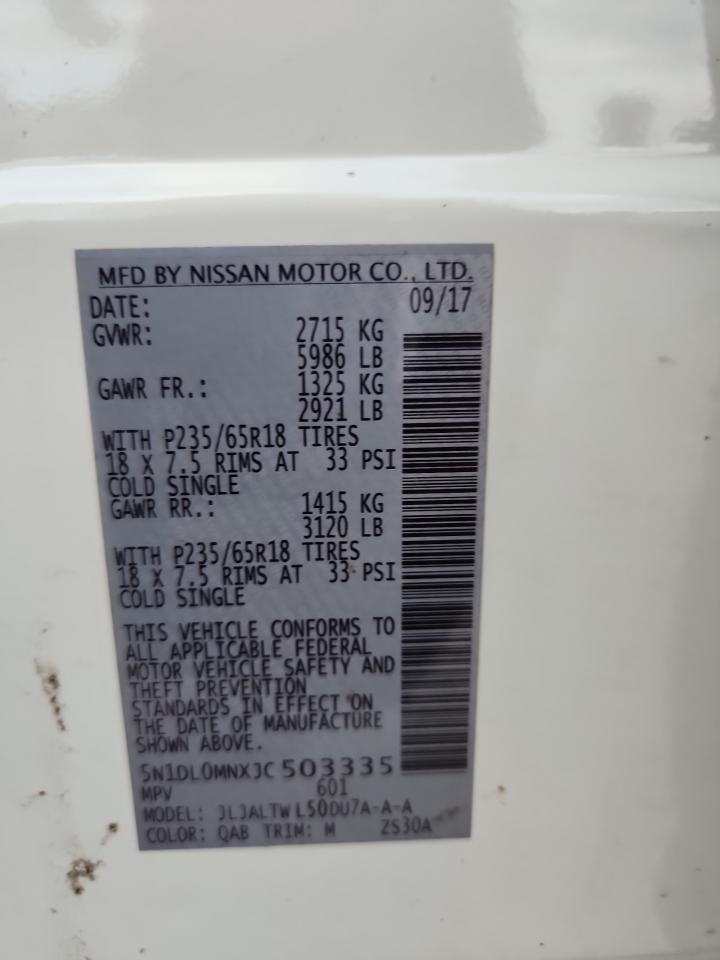 MFD BY NISSAN MOTOR CO., LTD.
DATE: 09/17
GVWR: 2715 KG
5986 LB
GAWR FR.: 1325 KG
2921 LB
WITH P235/65R18 TIRES
18 X 7.5 RIMS AT 33 PSI
COLD SINGLE
GAWR RR.: 1415 KG
3120 LB
WITH P235/65R18 TIRES
18 X 7.5 RIMS AT 33 PSI
COLD SINGLE
THIS VEHICLE CONFORMS TO
ALL APPLICABLE FEDERAL
MOTOR VEHICLE SAFETY AND
THEFT PREVENTION
STANDARDS IN EFFECT ON
THE DATE OF MANUFACTURE
SHOWN ABOVE.
5N1DL0MNXJC 503335
MPV 601
MODEL: JLJALTWL50DU7A-A-A
COLOR: QAB TRIM: M ZS30A